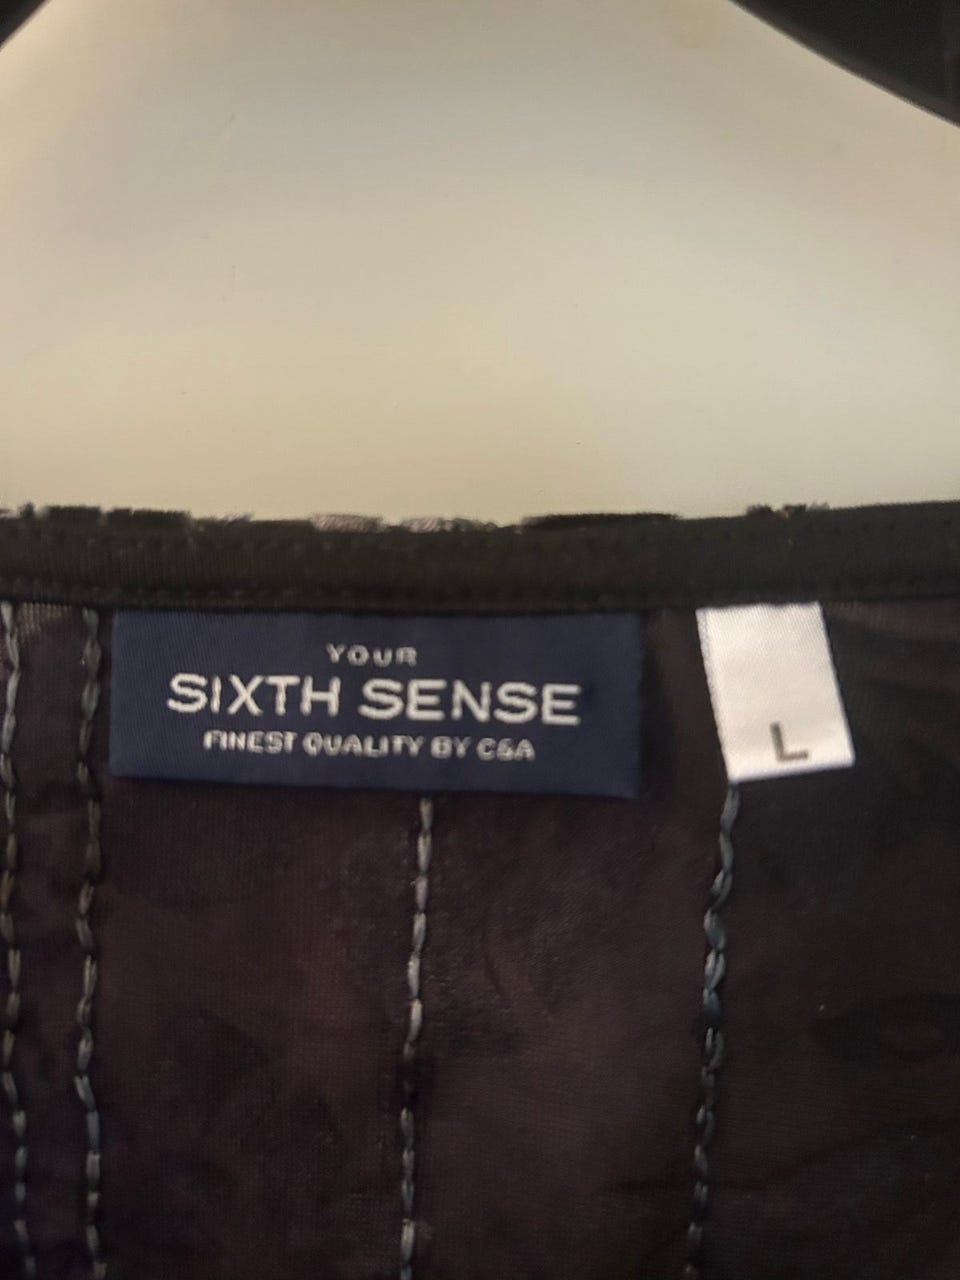 YOUR
SIXTH SENSE
FINEST QUALITY BY C&A
L